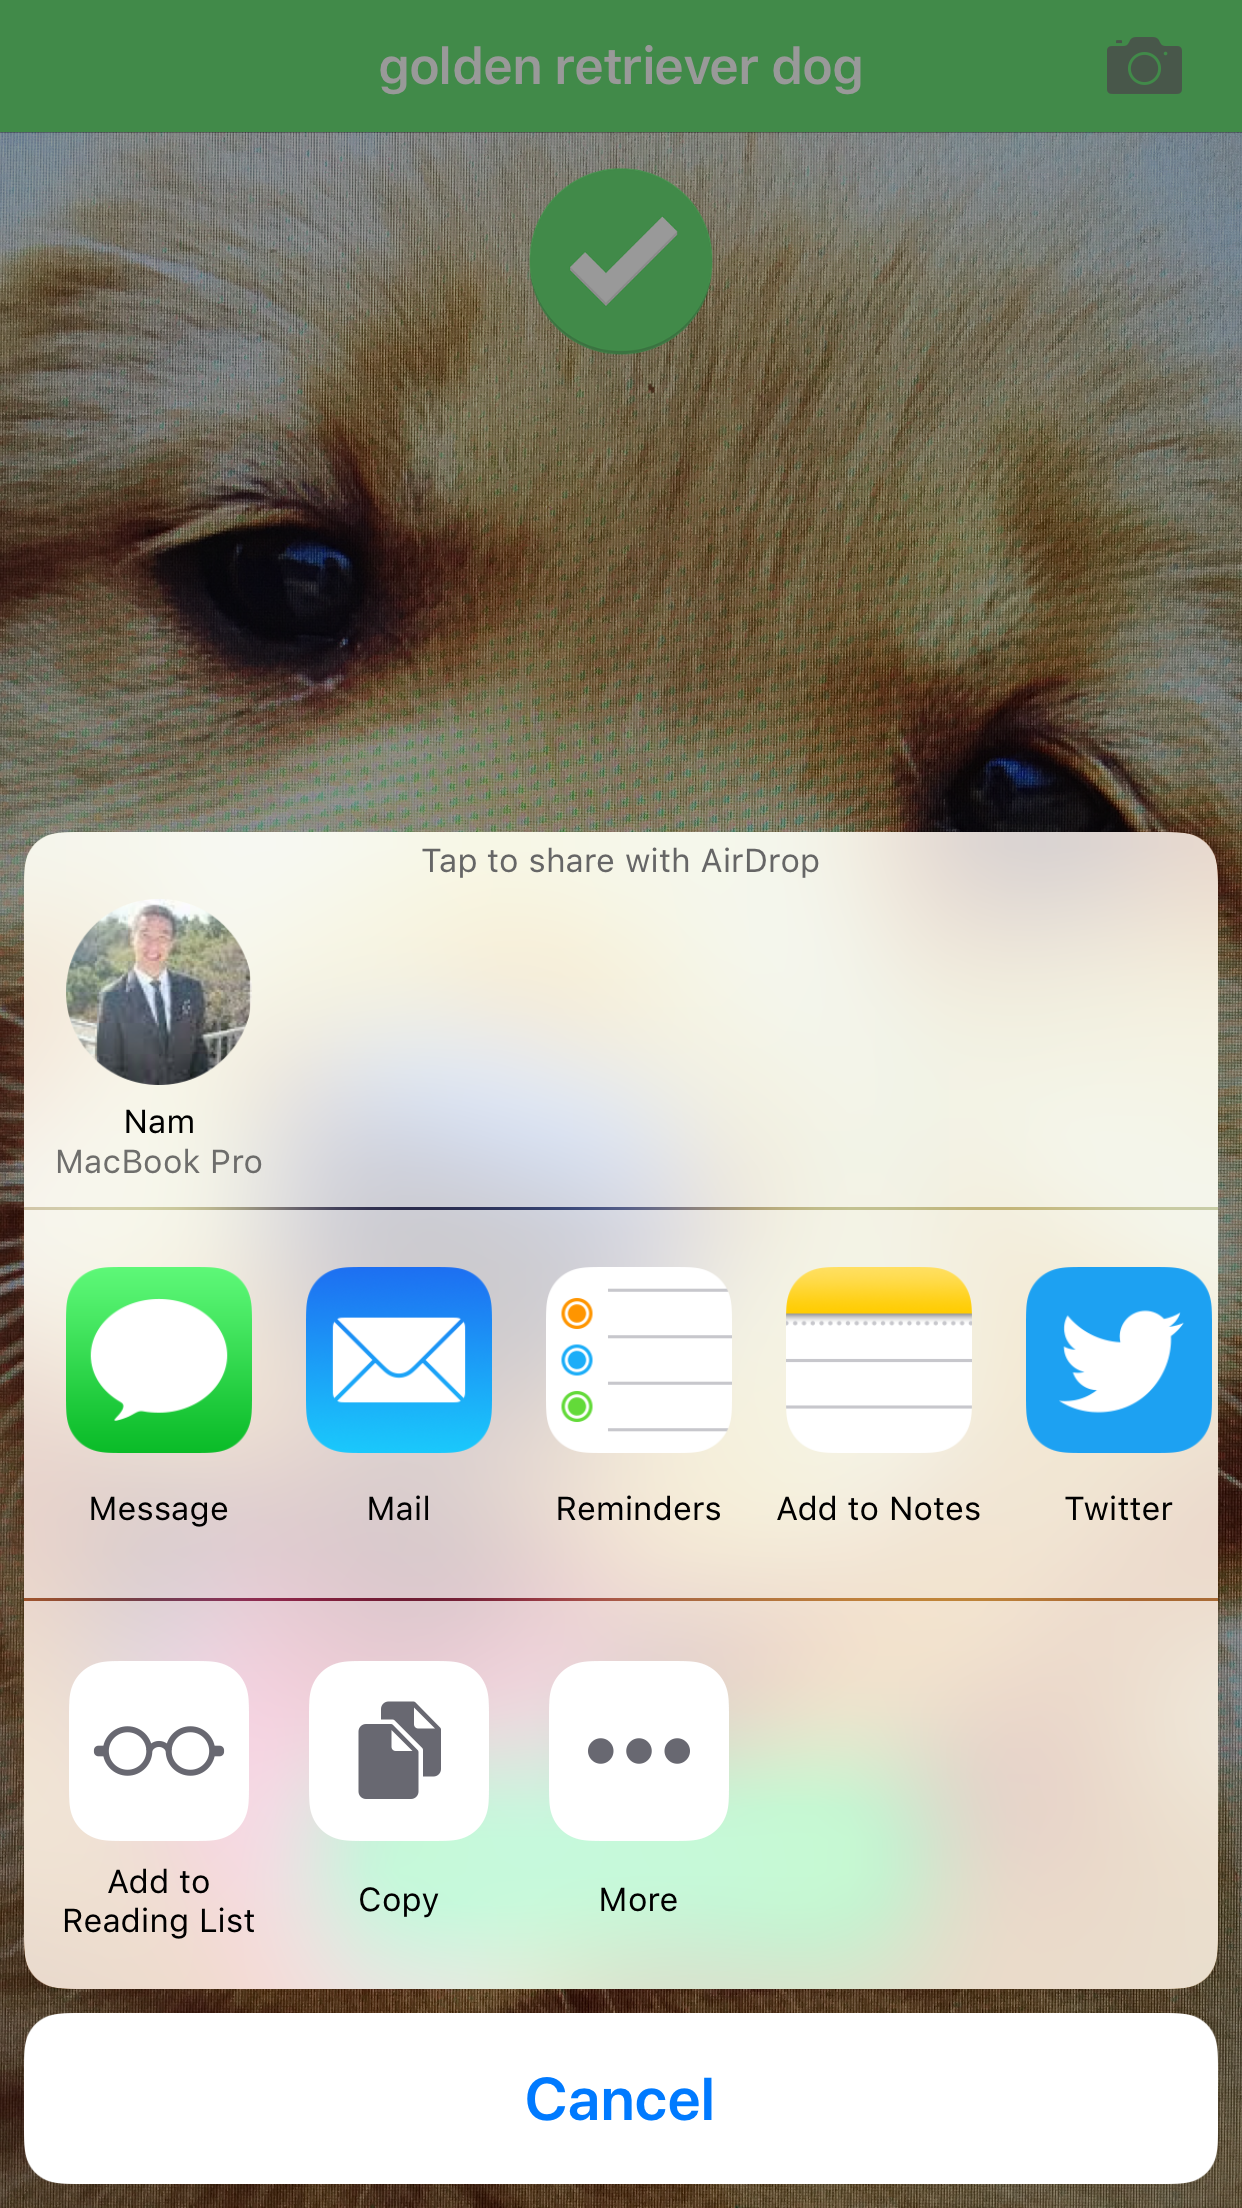 golden retriever dog
Tap to share with AirDrop
Nam
MacBook Pro
Message
Mail
Reminders
Add to Notes
Twitter
Add to
Reading List
Copy
More
Cancel